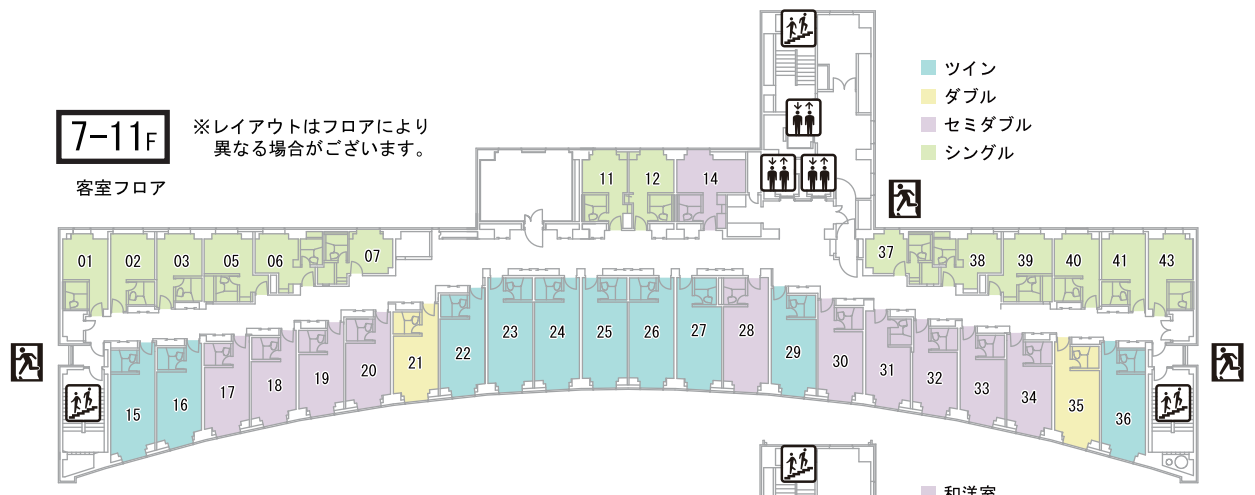 7-11F
客室フロア
※レイアウトはフロアにより
異なる場合がございます。
ツイン
ダブル
セミダブル
シングル
11 12 14
01 02 03 05 06 07 37 38 39 40 41 43
15 16 17 18 19 20 21 22 23 24 25 26 27 28 29 30 31 32 33 34 35 36
和洋室